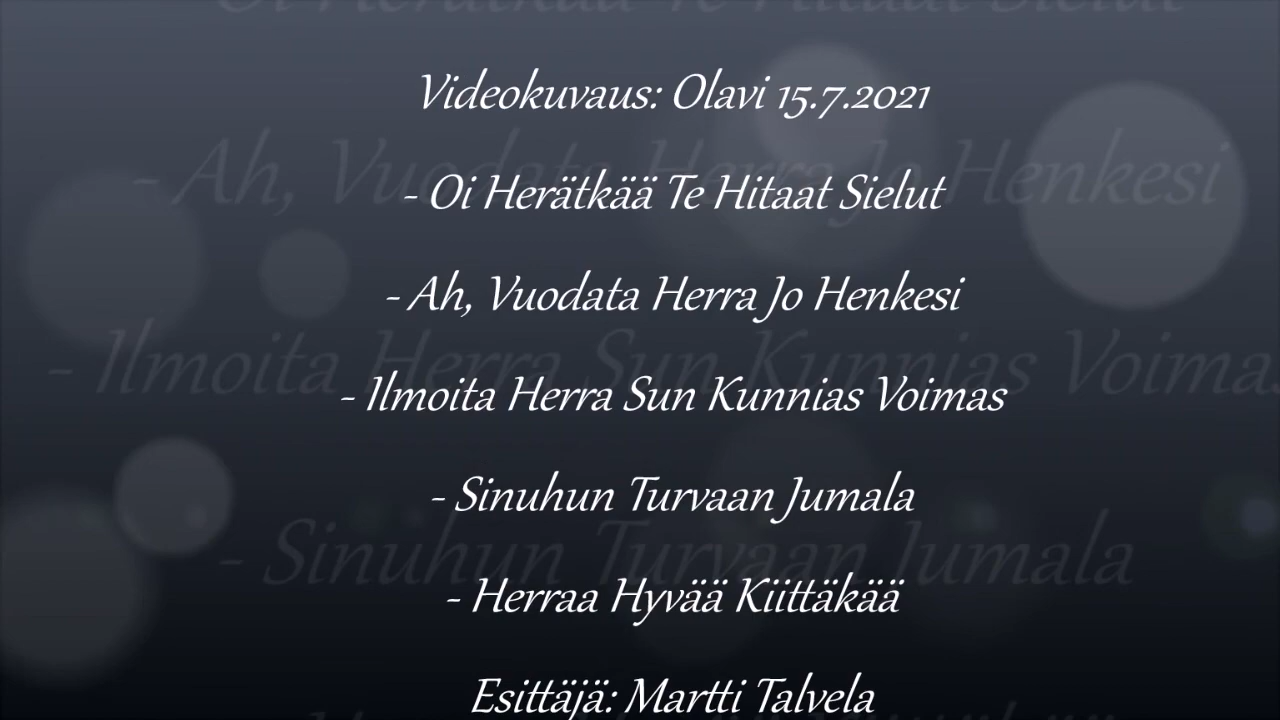 Videokuvaus: Olavi 15.7.2021
- Oi Herätkää Te Hitaat Sielut
- Ah, Vuodata Herra Jo Henkesi
- Ilmoita Herra Sun Kunnias Voimas
- Sinuhun Turvaan Jumala
- Herraa Hyvää Kiittäkää
Esittäjä: Martti Talvela